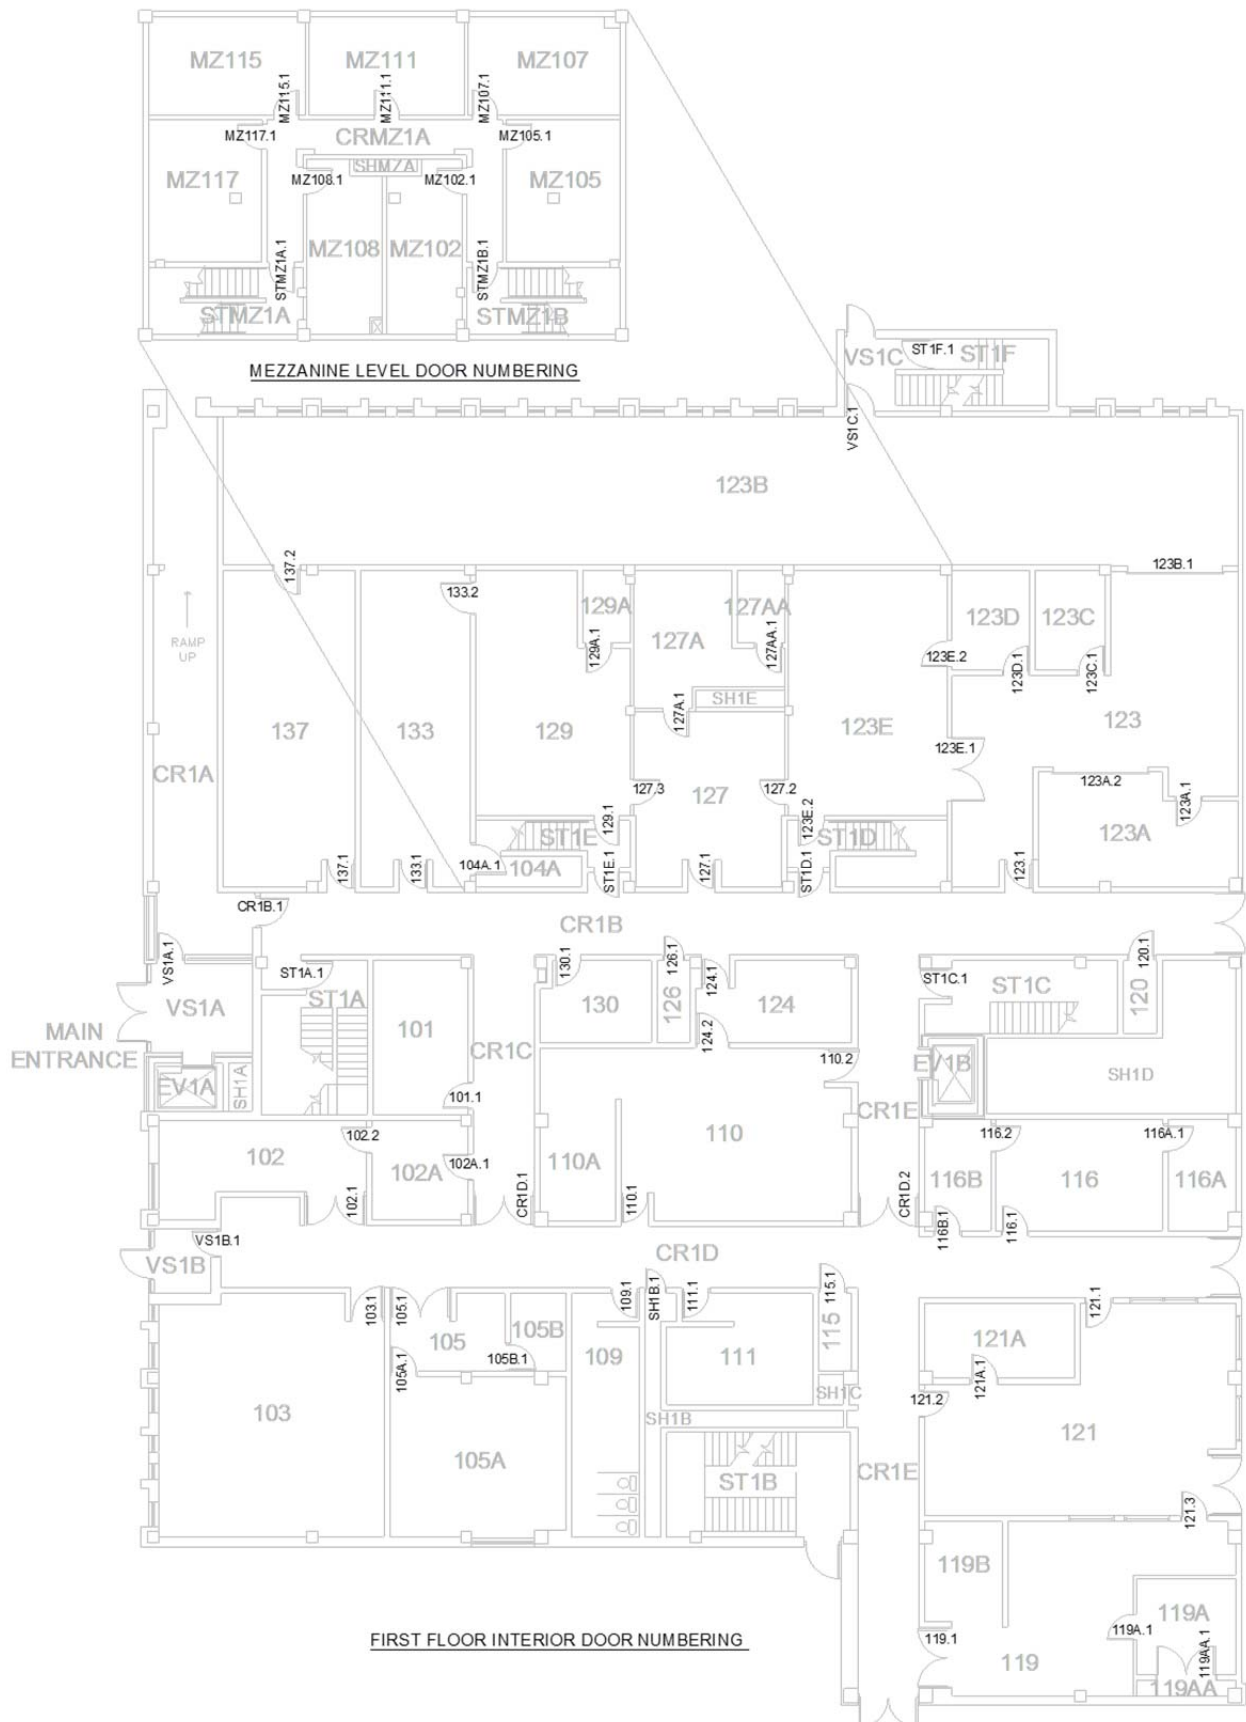 MZ115
MZ111
MZ107
MZ115.1
MZ111.1
MZ107.1
MZ117.1
CRMZ1A
MZ105.1
SHMZA
MZ117
MZ108.1
MZ102.1
MZ105
MZ108
MZ102
STMZ1A.1
STMZ1B.1
STMZ1A
STMZ1B
MEZZANINE LEVEL DOOR NUMBERING
VS1C
ST1F.1
ST1F
VS1C.1
123B
137.2
123B.1
133.2
129A
127AA
123D
123C
RAMP
UP
129A.1
127A
127AA.1
123E.2
123D.1
123C.1
SH1E
127A.1
137
133
129
123E
123
123E.1
CR1A
127.3
127
127.2
123A.2
123A.1
129.1
123E.2
ST1E
ST1D
123A
104A.1
104A
137.1
133.1
ST1E.1
127.1
ST1D.1
123.1
CR1B.1
CR1B
VS1A.1
ST1A.1
130.1
126.1
124.1
120.1
ST1C.1
ST1C
VS1A
ST1A
101
130
126
124
120
MAIN
ENTRANCE
124.2
CR1C
110.2
EV1B
EV1A
SH1A
SH1D
101.1
CR1E
102.2
110
116.2
116A.1
102
102A
102A.1
110A
116B
116
116A
102.1
CR1D.1
110.1
CR1D.2
116B.1
116.1
VS1B.1
VS1B
CR1D
103.1
105.1
109.1
SH1B.1
111.1
115.1
121.1
105
105B
115
121A
105A.1
105B.1
109
111
121A.1
SH1C
121.2
103
SH1B
121
105A
ST1B
CR1E
121.3
119B
119A
119.1
119A.1
119AA.1
FIRST FLOOR INTERIOR DOOR NUMBERING
119
119AA